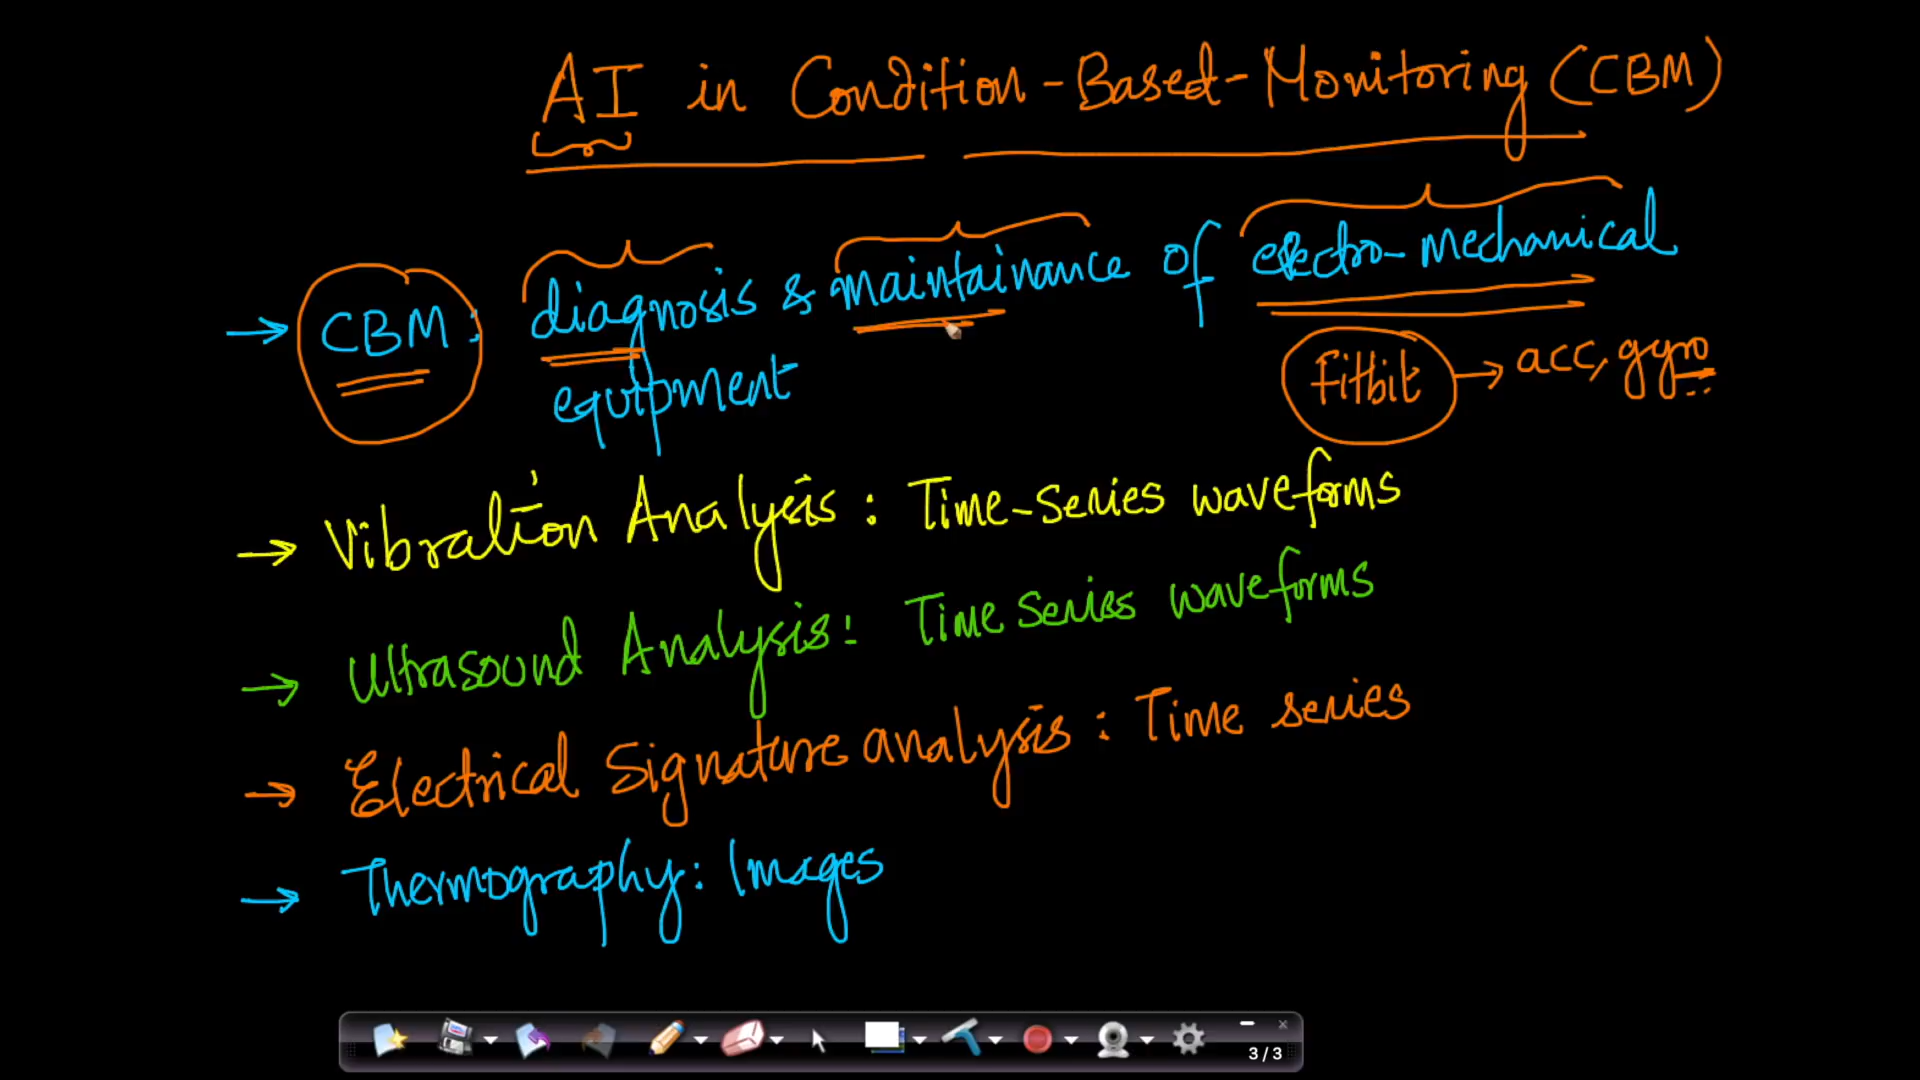 AI in Condition-Based-Monitoring (CBM)
→ CBM: diagnosis & maintainance of electro-mechanical
equipment
Fitbit → acc, gyro
→ Vibration Analysis: Time-series waveforms
→ Ultrasound Analysis: Time series waveforms
→ Electrical Signature analysis: Time series
→ Thermography: Images
3/3